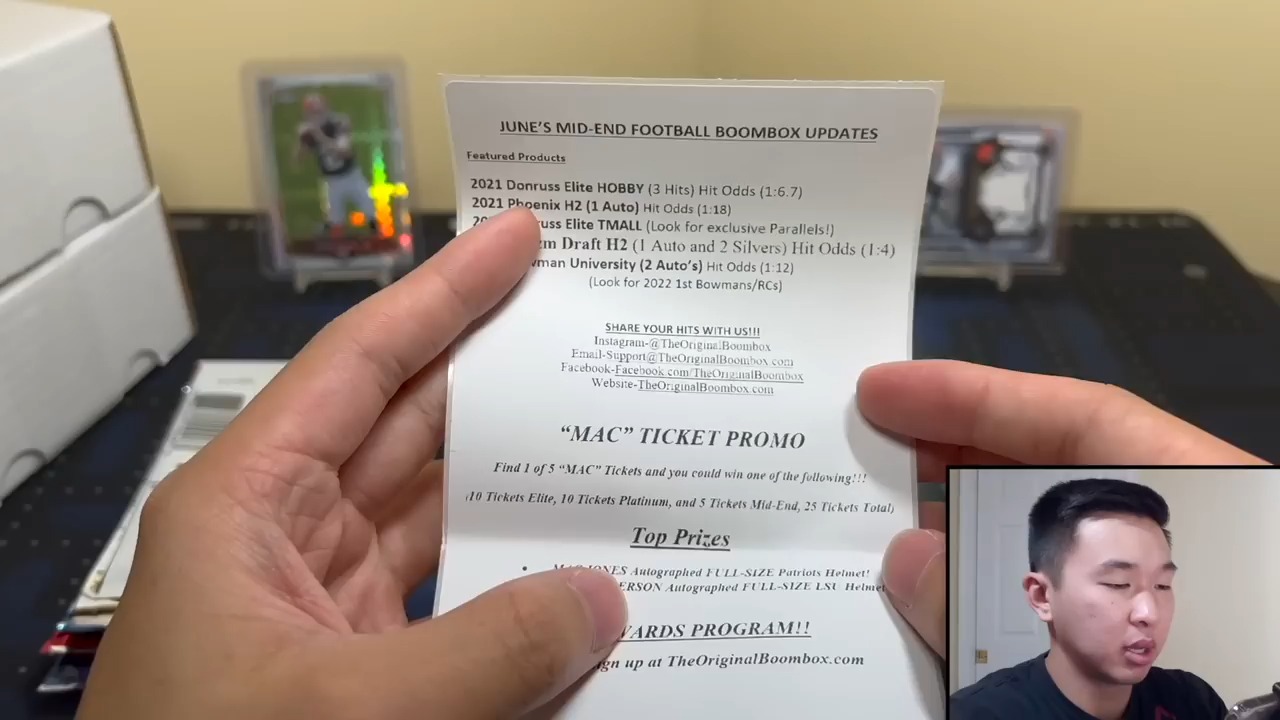 JUNE'S MID-END FOOTBALL BOOMBOX UPDATES
Featured Products
2021 Donruss Elite HOBBY (3 Hits) Hit Odds (1:6.7)
2021 Phoenix H2 (1 Auto) Hit Odds (1:18)
Elite TMALL (Look for exclusive Parallels!)
Draft H2 (1 Auto and 2 Silvers) Hit Odds (1:4)
University (2 Auto's) Hit Odds (1:12)
(Look for 2022 1st Bowmans/RCs)
SHARE YOUR HITS WITH US!!!
Instagram-@TheOriginalBoombox
Email-Support@TheOriginalBoombox.com
Facebook-Facebook.com/TheOriginalBoombox
Website-TheOriginalBoombox.com
"MAC" TICKET PROMO
Find 1 of 5 "MAC" Tickets and you could win one of the following!!!
(10 Tickets Elite, 10 Tickets Platinum, and 5 Tickets Mid-End, 25 Tickets Total)
Top Prizes
• MAC JONES Autographed FULL-SIZE Patriots Helmet!
Autographed FULL-SIZE LSU Helmet
PROGRAM!!
up at TheOriginalBoombox.com